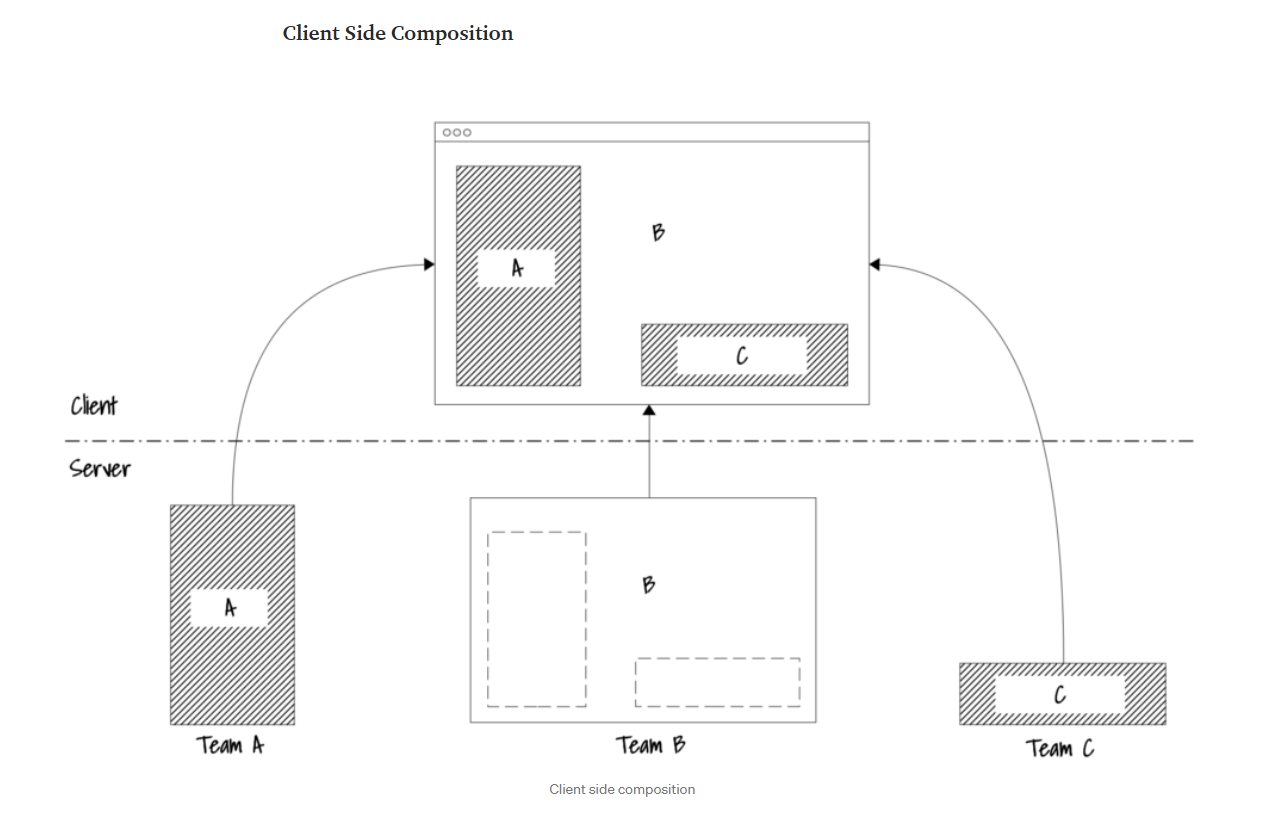 Client Side Composition
A
B
C
Client
Server
A
B
C
Team A
Team B
Team C
Client side composition